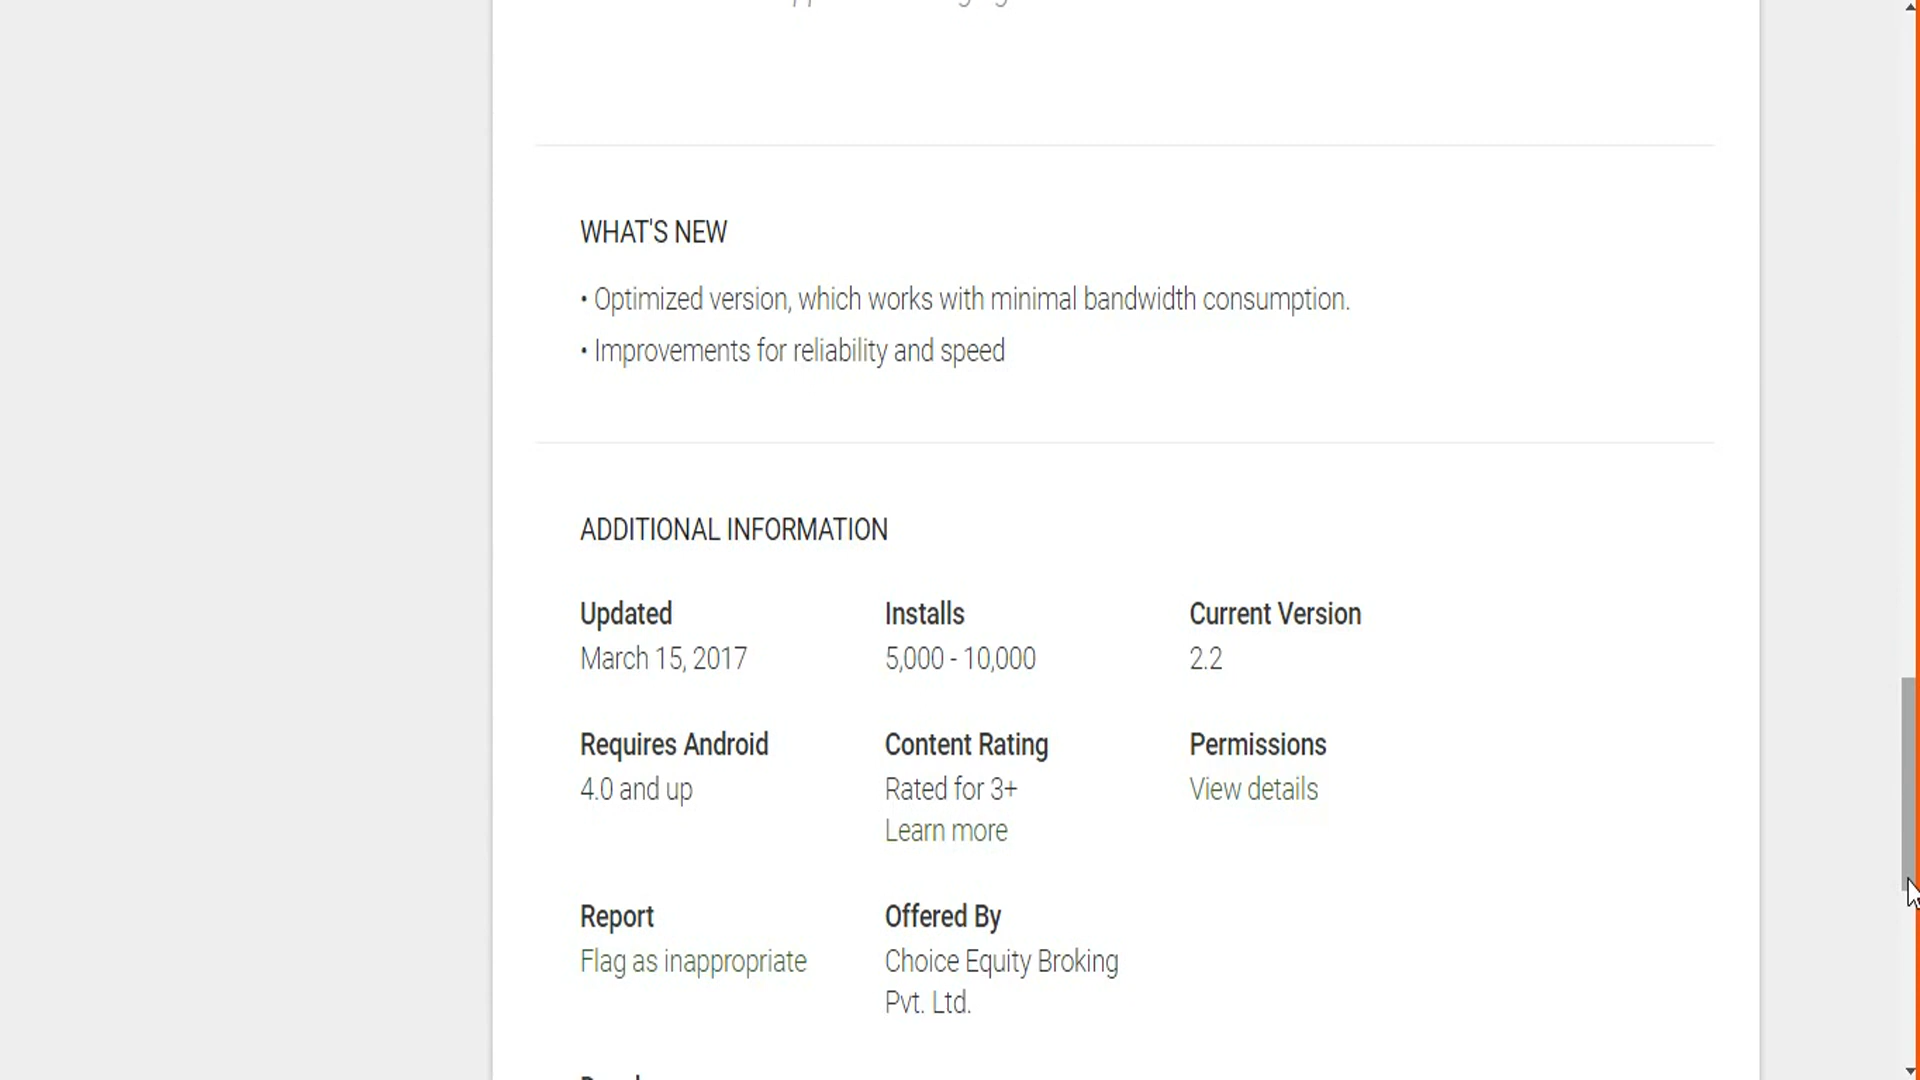 WHAT'S NEW
• Optimized version, which works with minimal bandwidth consumption.
• Improvements for reliability and speed
ADDITIONAL INFORMATION
Updated Installs Current Version
March 15, 2017 5,000 - 10,000 2.2
Requires Android Content Rating Permissions
4.0 and up Rated for 3+ View details
Learn more
Report Offered By
Flag as inappropriate Choice Equity Broking
Pvt. Ltd.